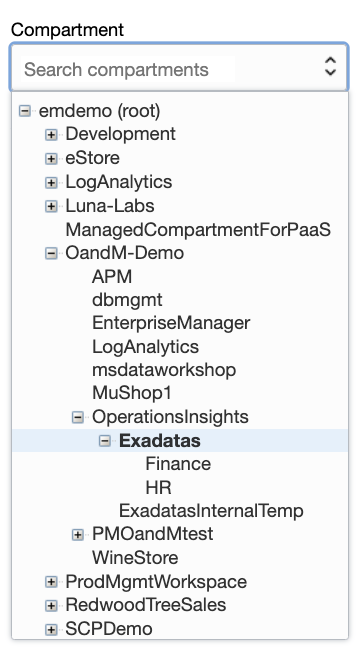 Compartment
Search compartments
emdemo (root)
Development
eStore
LogAnalytics
Luna-Labs
ManagedCompartmentForPaaS
OandM-Demo
APM
dbmgmt
EnterpriseManager
LogAnalytics
msdataworkshop
MuShop1
OperationsInsights
Exadatas
Finance
HR
ExadatasInternalTemp
PMOandMtest
WineStore
ProdMgmtWorkspace
RedwoodTreeSales
SCPDemo